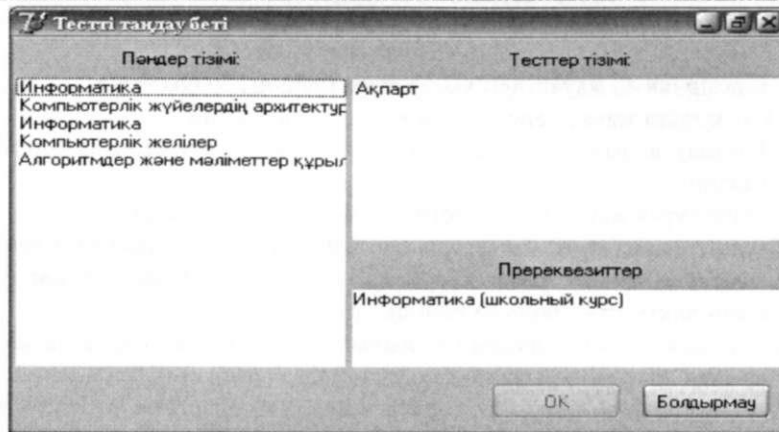 Тестті таңдау беті
Пәндер тізімі:
Информатика
Компьютерлік жүйелердің архитектур
Информатика
Компьютерлік желілер
Алгоритмдер және мәліметтер құрыл
Тесттер тізімі:
Ақпарт
Пререквезиттер
Информатика (школьный курс)
OK
Болдырмау